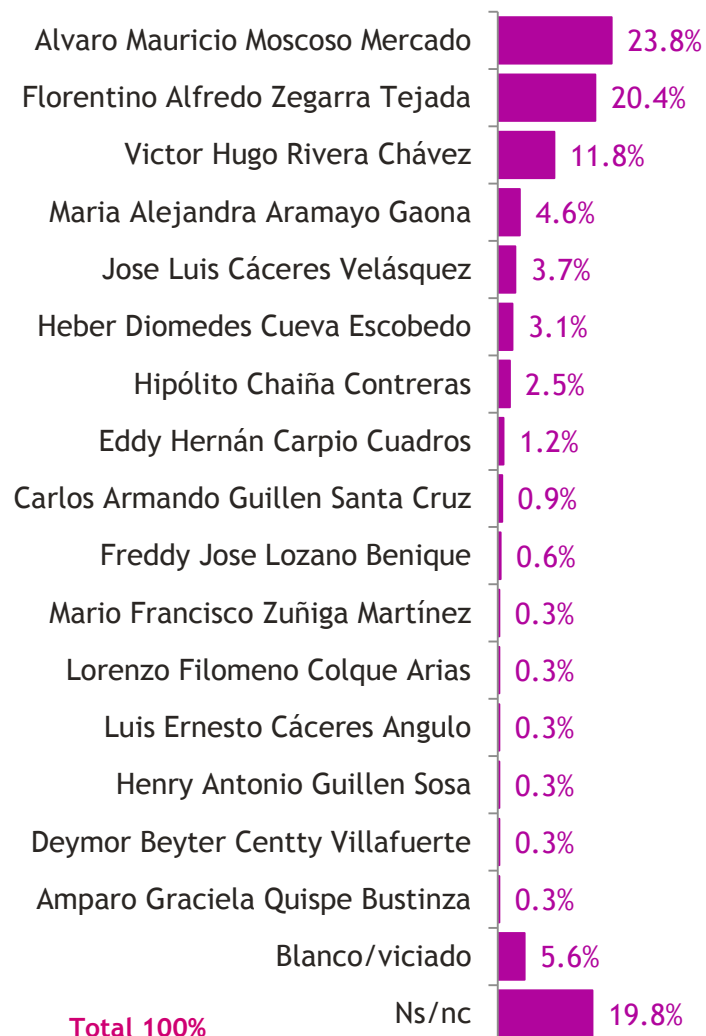 Alvaro Mauricio Moscoso Mercado 23.8%
Florentino Alfredo Zegarra Tejada 20.4%
Victor Hugo Rivera Chávez 11.8%
Maria Alejandra Aramayo Gaona 4.6%
Jose Luis Cáceres Velásquez 3.7%
Heber Diomedes Cueva Escobedo 3.1%
Hipólito Chaiña Contreras 2.5%
Eddy Hernán Carpio Cuadros 1.2%
Carlos Armando Guillen Santa Cruz 0.9%
Freddy Jose Lozano Benique 0.6%
Mario Francisco Zuñiga Martínez 0.3%
Lorenzo Filomeno Colque Arias 0.3%
Luis Ernesto Cáceres Angulo 0.3%
Henry Antonio Guillen Sosa 0.3%
Deymor Beyter Centty Villafuerte 0.3%
Amparo Graciela Quispe Bustinza 0.3%
Blanco/viciado 5.6%
Ns/nc 19.8%
Total 100%